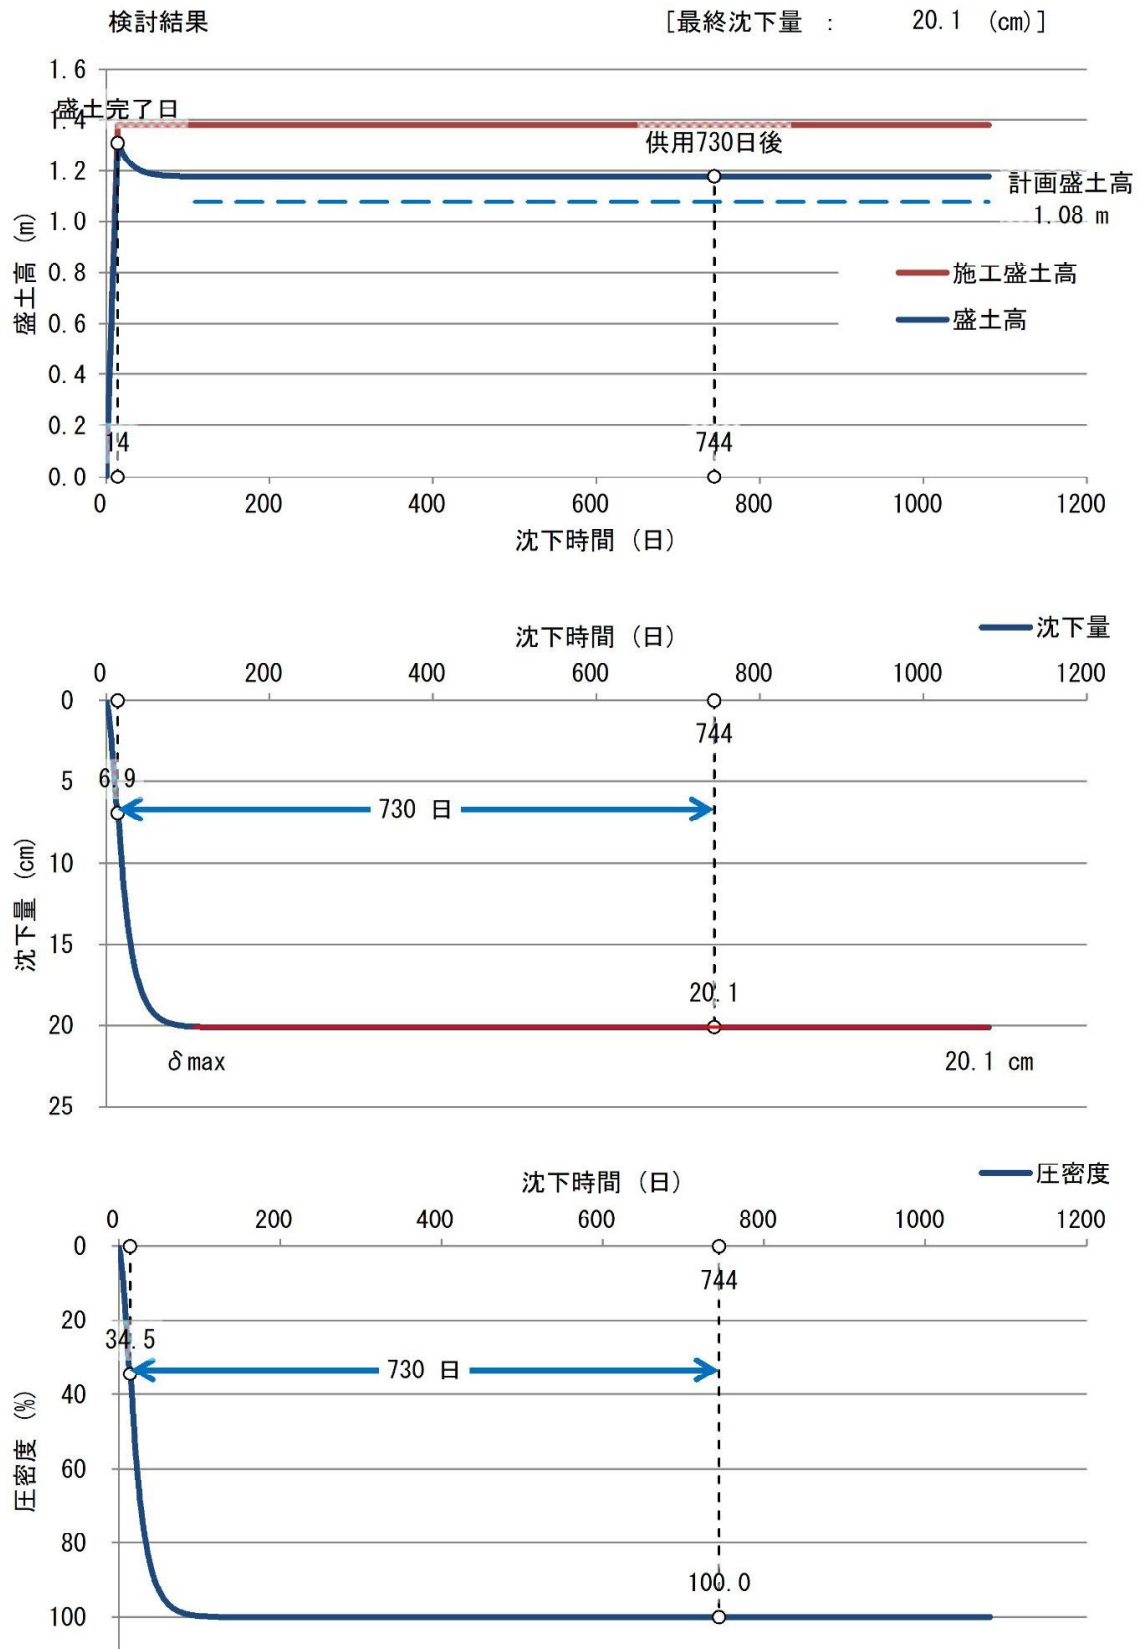 検討結果 [最終沈下量 : 20.1 (cm)]
1.6
盛土完了日
1.4
供用730日後
1.2
計画盛土高
1.08 m
1.0
施工盛土高
0.8
盛土高
0.6
0.4
0.2
14
744
0.0
盛土高 (m)
0 200 400 600 800 1000 1200
沈下時間 (日)
沈下時間 (日)
沈下量
0 200 400 600 800 1000 1200
0
744
6.9
5
730 日
10
15
20.1
20
δmax
20.1 cm
25
沈下量 (cm)
沈下時間 (日)
圧密度
0 200 400 600 800 1000 1200
0
744
20
34.5
730 日
40
60
80
100.0
100
圧密度 (%)